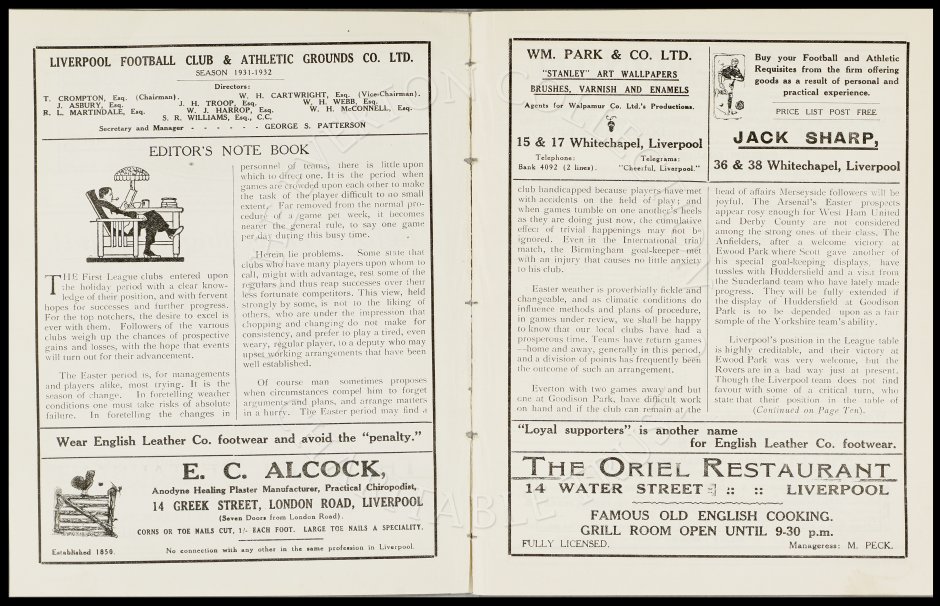 LIVERPOOL FOOTBALL CLUB & ATHLETIC GROUNDS CO. LTD.
SEASON 1931-1932
Directors:
T. CROMPTON, Esq. (Chairman). W. H. CARTWRIGHT, Esq. (Vice-Chairman).
J. ASBURY, Esq. J. H. TROOP, Esq. W. H. WEBB, Esq.
R. L. MARTINDALE, Esq. W. J. HARROP, Esq. W. H. McCONNELL, Esq.
S. R. WILLIAMS, Esq., C.C.
Secretary and Manager - - - - - - GEORGE S. PATTERSON
EDITOR'S NOTE BOOK
THE First League clubs entered upon
the holiday period with a clear know-
ledge of their position, and with fervent
hopes for successes and further progress.
For the top notchers, the desire to excel is
ever with them. Followers of the various
clubs weigh up the chances of prospective
gains and losses, with the hope that events
will turn out for their advancement.
The Easter period is, for managements
and players alike, most trying. It is the
season of change. In foretelling weather
conditions one must take risks of absolute
failure. In foretelling the changes in
personnel of teams, there is little upon
which to direct one. It is the period when
games are crowded upon each other to make
the task of the player difficult to no small
extent. Far removed from the normal pro-
cedure of a game per week, it becomes
nearer the general rule, to say one game
per day during this busy time.
Herein lie problems. Some state that
clubs who have many players upon whom to
call, might with advantage, rest some of the
regulars and thus reap successes over their
less fortunate competitors. This view, held
strongly by some, is not to the liking of
others, who are under the impression that
chopping and changing do not make for
consistency, and prefer to play a tired, even
weary, regular player, to a deputy who may
upset working arrangements that have been
well established.
Of course man sometimes proposes
when circumstances compel him to forget
arguments and plans, and arrange matters
in a hurry. The Easter period may find a
Wear English Leather Co. footwear and avoid the "penalty."
E. C. ALCOCK,
Anodyne Healing Plaster Manufacturer, Practical Chiropodist,
14 GREEK STREET, LONDON ROAD, LIVERPOOL
(Seven Doors from London Road).
CORNS OR TOE NAILS CUT, 1/- EACH FOOT. LARGE TOE NAILS A SPECIALITY.
Established 1850. No connection with any other in the same profession in Liverpool.
WM. PARK & CO. LTD.
"STANLEY" ART WALLPAPERS
BRUSHES, VARNISH AND ENAMELS
Agents for Walpamur Co. Ltd.'s Productions.
15 & 17 Whitechapel, Liverpool
Telephone: Telegrams:
Bank 4092 (2 lines). "Cheerful, Liverpool."
Buy your Football and Athletic
Requisites from the firm offering
goods as a result of personal and
practical experience.
PRICE LIST POST FREE
JACK SHARP,
36 & 38 Whitechapel, Liverpool
club handicapped because players have met
with accidents on the field of play; and
when games tumble on one another's heels
as they are doing just now, the cumulative
effect of trivial happenings may not be
ignored. Even in the International trial
match, the Birmingham goal-keeper met
with an injury that causes no little anxiety
to his club.
Easter weather is proverbially fickle and
changeable, and as climatic conditions do
influence methods and plans of procedure,
in games under review, we shall be happy
to know that our local clubs have had a
prosperous time. Teams have return games
—home and away, generally in this period,
and a division of points has frequently been
the outcome of such an arrangement.
Everton with two games away and but
one at Goodison Park, have difficult work
on hand and if the club can remain at the
head of affairs Merseyside followers will be
joyful. The Arsenal's Easter prospects
appear rosy enough for West Ham United
and Derby County are not considered
among the strong ones of their class. The
Anfielders, after a welcome victory at
Ewood Park where Scott gave another of
his special goal-keeping displays, have
tussles with Huddersfield and a visit from
the Sunderland team who have lately made
progress. They will be fully extended if
the display of Huddersfield at Goodison
Park is to be depended upon as a fair
sample of the Yorkshire team's ability.
Liverpool's position in the League table
is highly creditable, and their victory at
Ewood Park was very welcome, but the
Rovers are in a bad way just at present.
Though the Liverpool team does not find
favour with some of a critical turn, who
state that their position in the table of
(Continued on Page Ten).
"Loyal supporters" is another name
for English Leather Co. footwear.
THE ORIEL RESTAURANT
14 WATER STREET :: :: LIVERPOOL
FAMOUS OLD ENGLISH COOKING.
GRILL ROOM OPEN UNTIL 9-30 p.m.
FULLY LICENSED. Manageress: M. PECK.